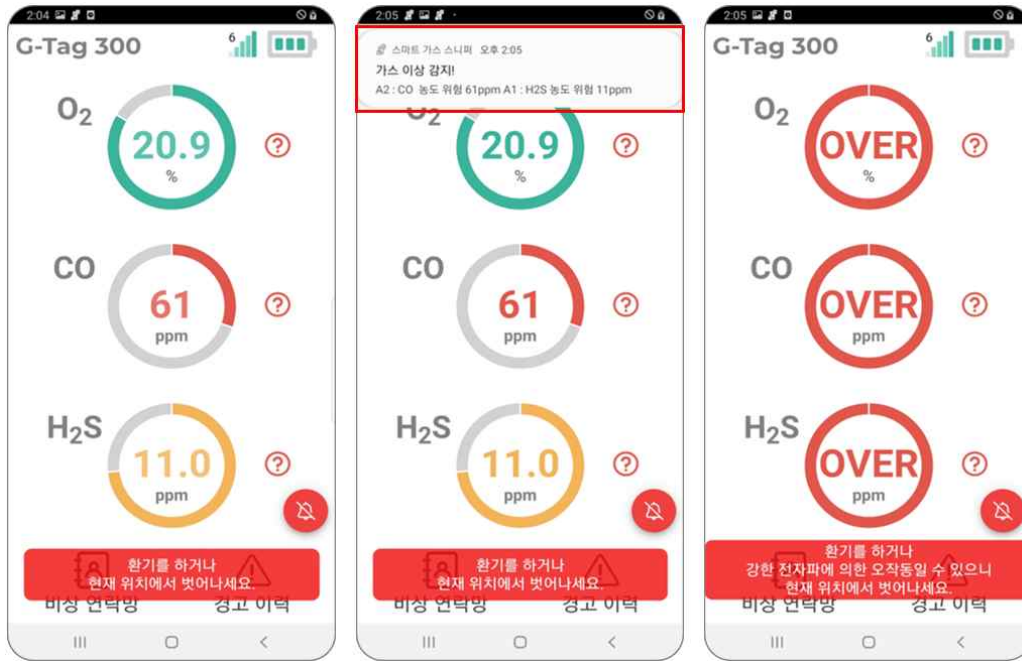 2:04
G-Tag 300
6
O2
20.9
%
CO
61
ppm
H2S
11.0
ppm
환기를 하거나
현재 위치에서 벗어나세요.
비상 연락망 경고 이력
2:05
스마트 가스 스니퍼 오후 2:05
가스 이상 감지!
A2 : CO 농도 위험 61ppm A1 : H2S 농도 위험 11ppm
O2
20.9
%
CO
61
ppm
H2S
11.0
ppm
환기를 하거나
현재 위치에서 벗어나세요.
비상 연락망 경고 이력
2:05
G-Tag 300
6
O2
OVER
%
CO
OVER
ppm
H2S
OVER
ppm
환기를 하거나
강한 전자파에 의한 오작동일 수 있으니
현재 위치에서 벗어나세요.
비상 연락망 경고 이력